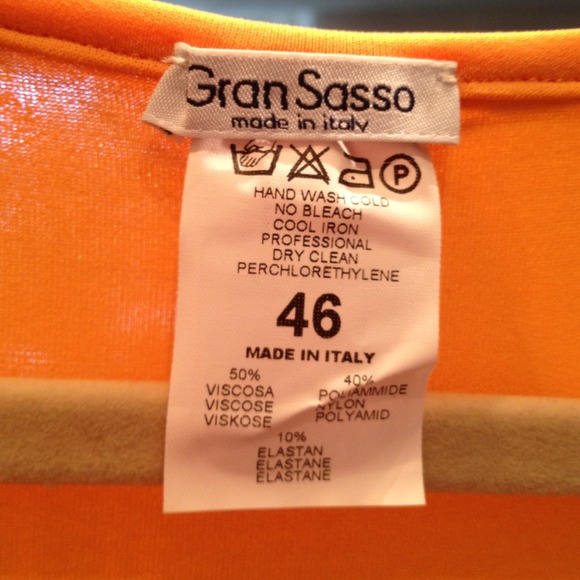 Gran Sasso
made in italy
P
HAND WASH COLD
NO BLEACH
COOL IRON
PROFESSIONAL
DRY CLEAN
PERCHLORETHYLENE
46
MADE IN ITALY
50%
VISCOSA
VISCOSE
VISKOSE
40%
POLIAMMIDE
NYLON
POLYAMID
10%
ELASTAN
ELASTANE
ELASTANE